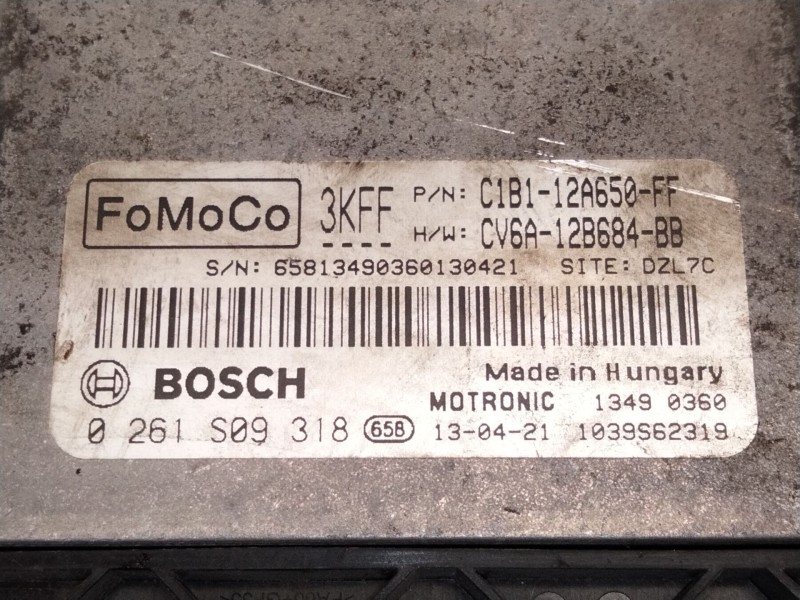 FoMoCo
3KFF
P/N: C1B1-12A650-FF
H/W: CV6A-12B684-BB
S/N: 65813490360130421 SITE: DZL7C
BOSCH
Made in Hungary
MOTRONIC 1349 0360
0 261 S09 318 65B 13-04-21 1039S62319